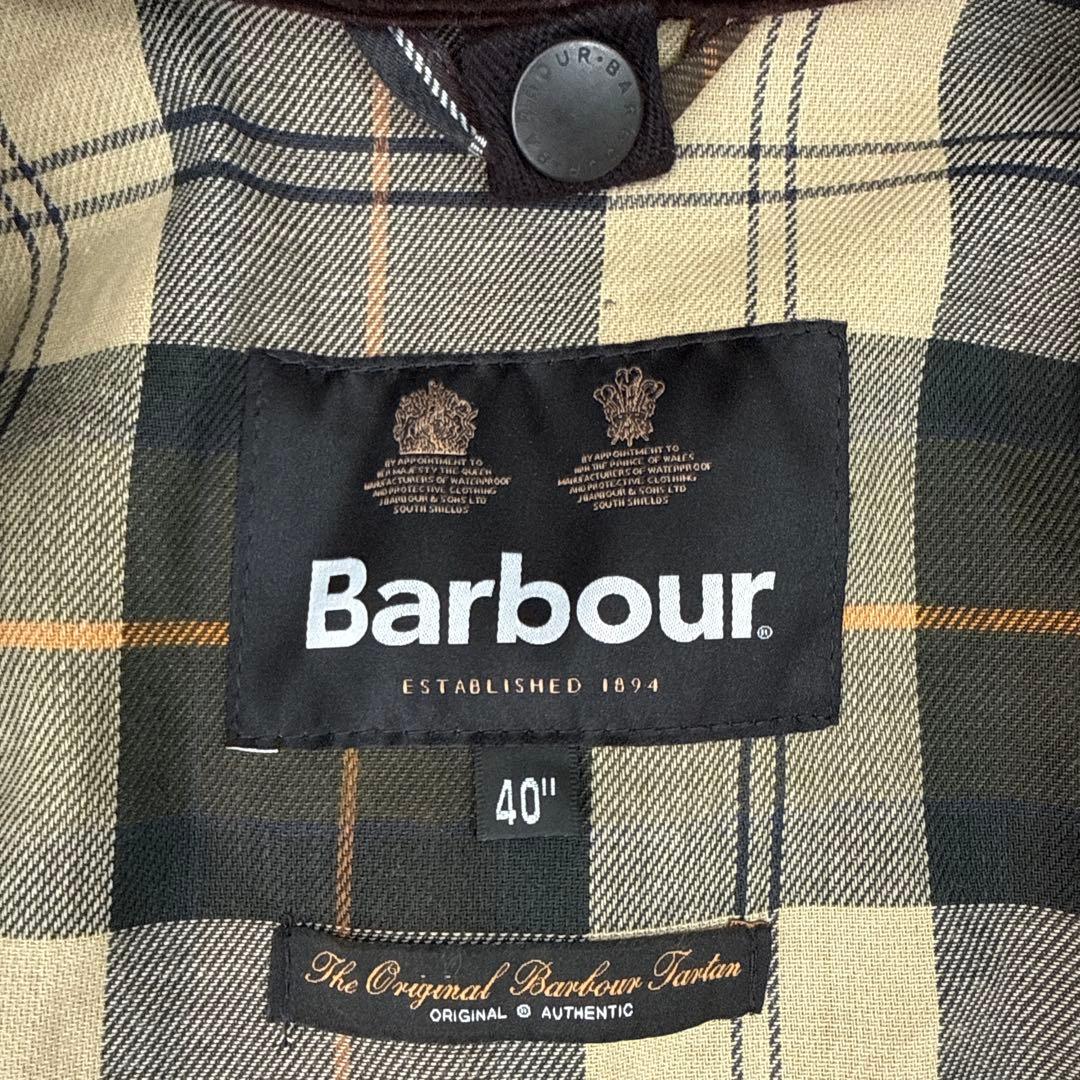 BARBOUR·BARBOUR·
BY APPOINTMENT TO
HER MAJESTY THE QUEEN
MANUFACTURERS OF WATERPROOF
AND PROTECTIVE CLOTHING
J BARBOUR & SONS LTD
SOUTH SHIELDS
BY APPOINTMENT TO
HRH THE PRINCE OF WALES
MANUFACTURERS OF WATERPROOF
AND PROTECTIVE CLOTHING
J BARBOUR & SONS LTD
SOUTH SHIELDS
Barbour®
ESTABLISHED 1894
40"
The Original Barbour Tartan
ORIGINAL ® AUTHENTIC